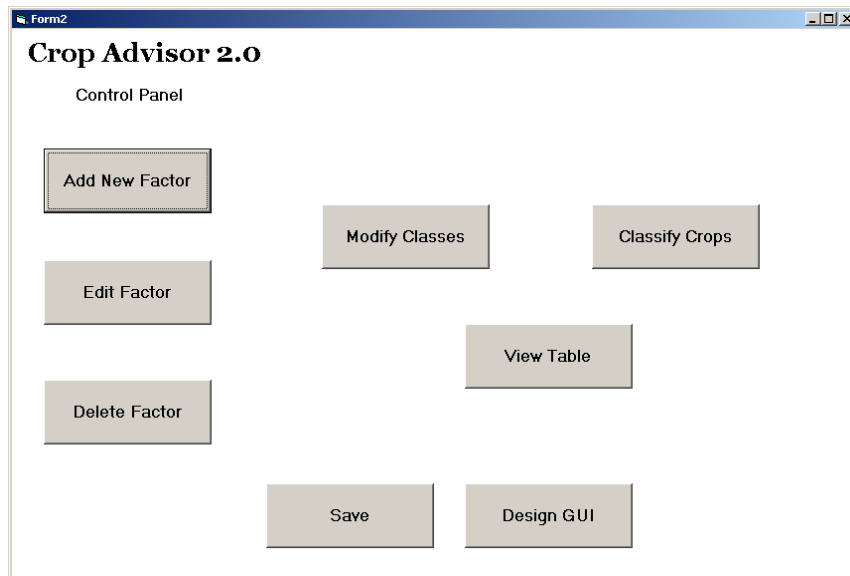 Form2
Crop Advisor 2.0
Control Panel
Add New Factor
Modify Classes
Classify Crops
Edit Factor
View Table
Delete Factor
Save
Design GUI